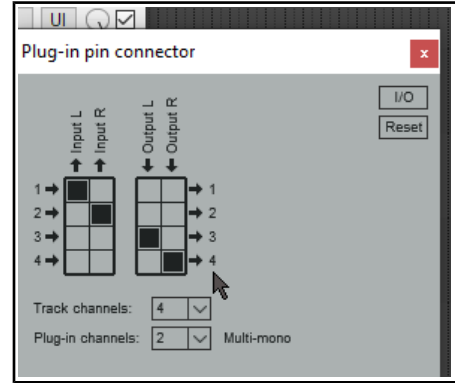 UI
Plug-in pin connector
x
I/O
Reset
Input L
Input R
Output L
Output R
1 1
2 2
3 3
4 4
Track channels: 4
Plug-in channels: 2 Multi-mono